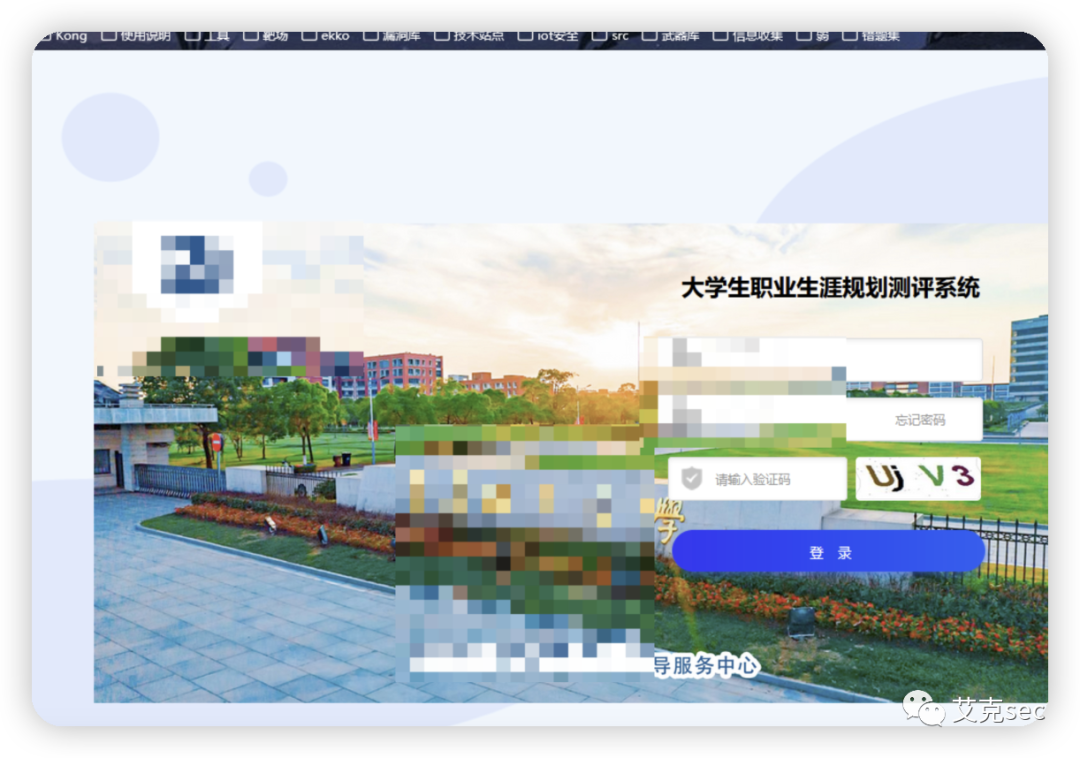 Kong 使用说明 工具 靶场 ekko 漏洞库 技术站点 iot安全 src 武器库 信息收集 弱 错题集
大学生职业生涯规划测评系统
忘记密码
请输入验证码
Uj V3
學
登 录
导服务中心
艾克sec